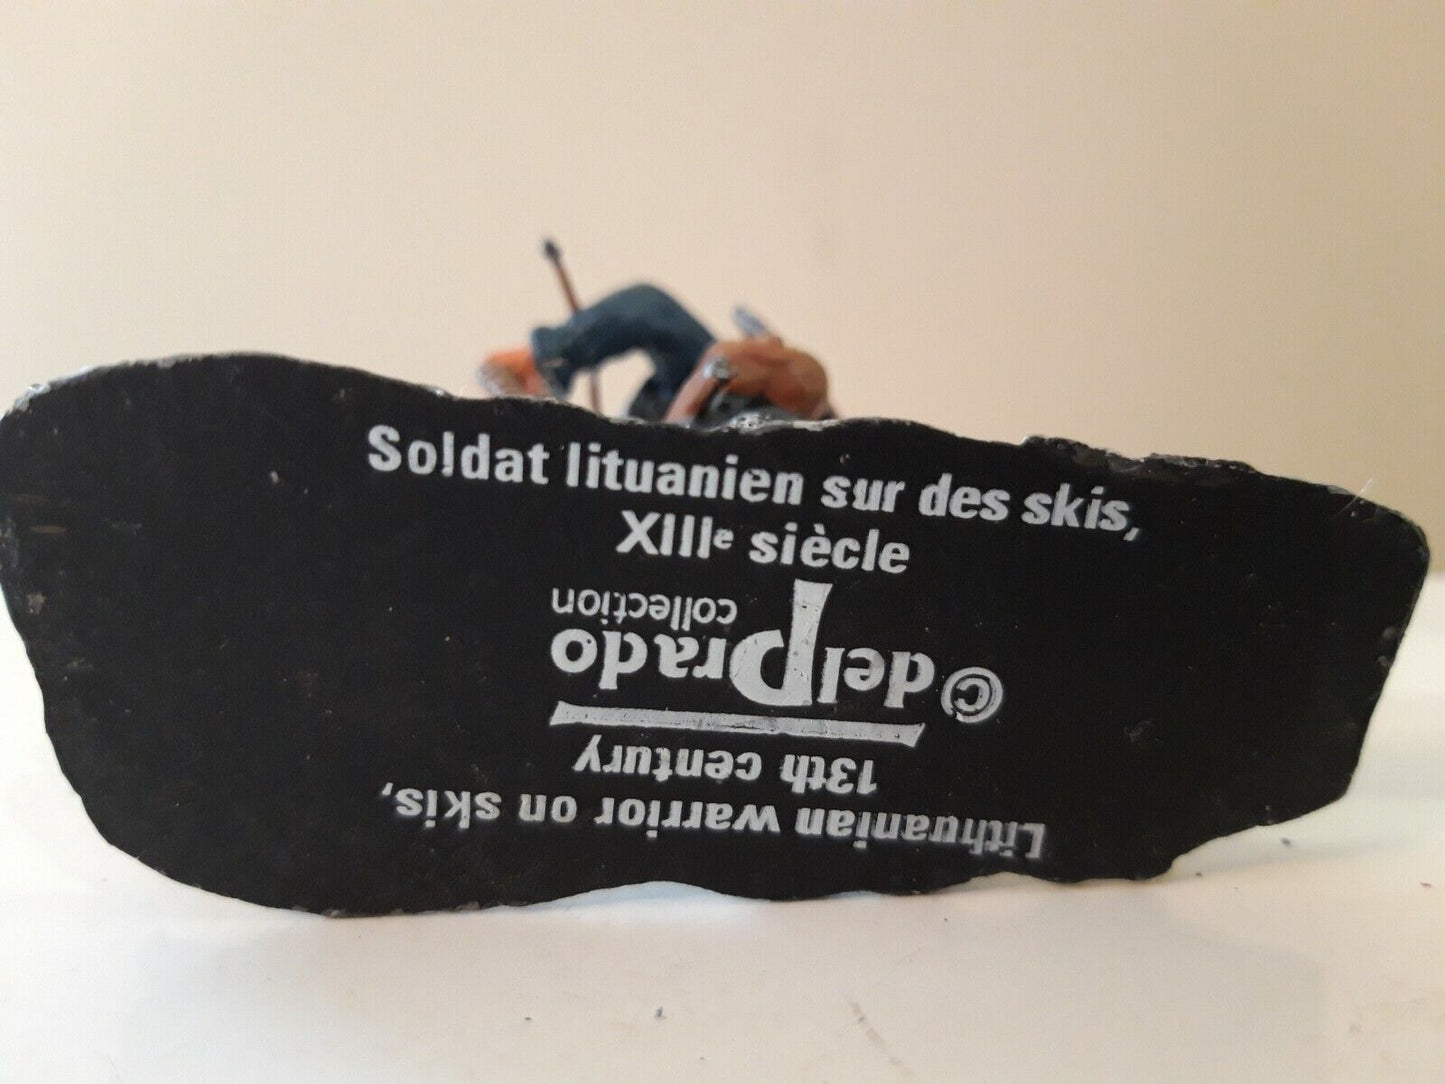 Soldat lituanien sur des skis,
XIIIe siècle
Lithuanian warrior on skis,
13th century
©delPrado
collection